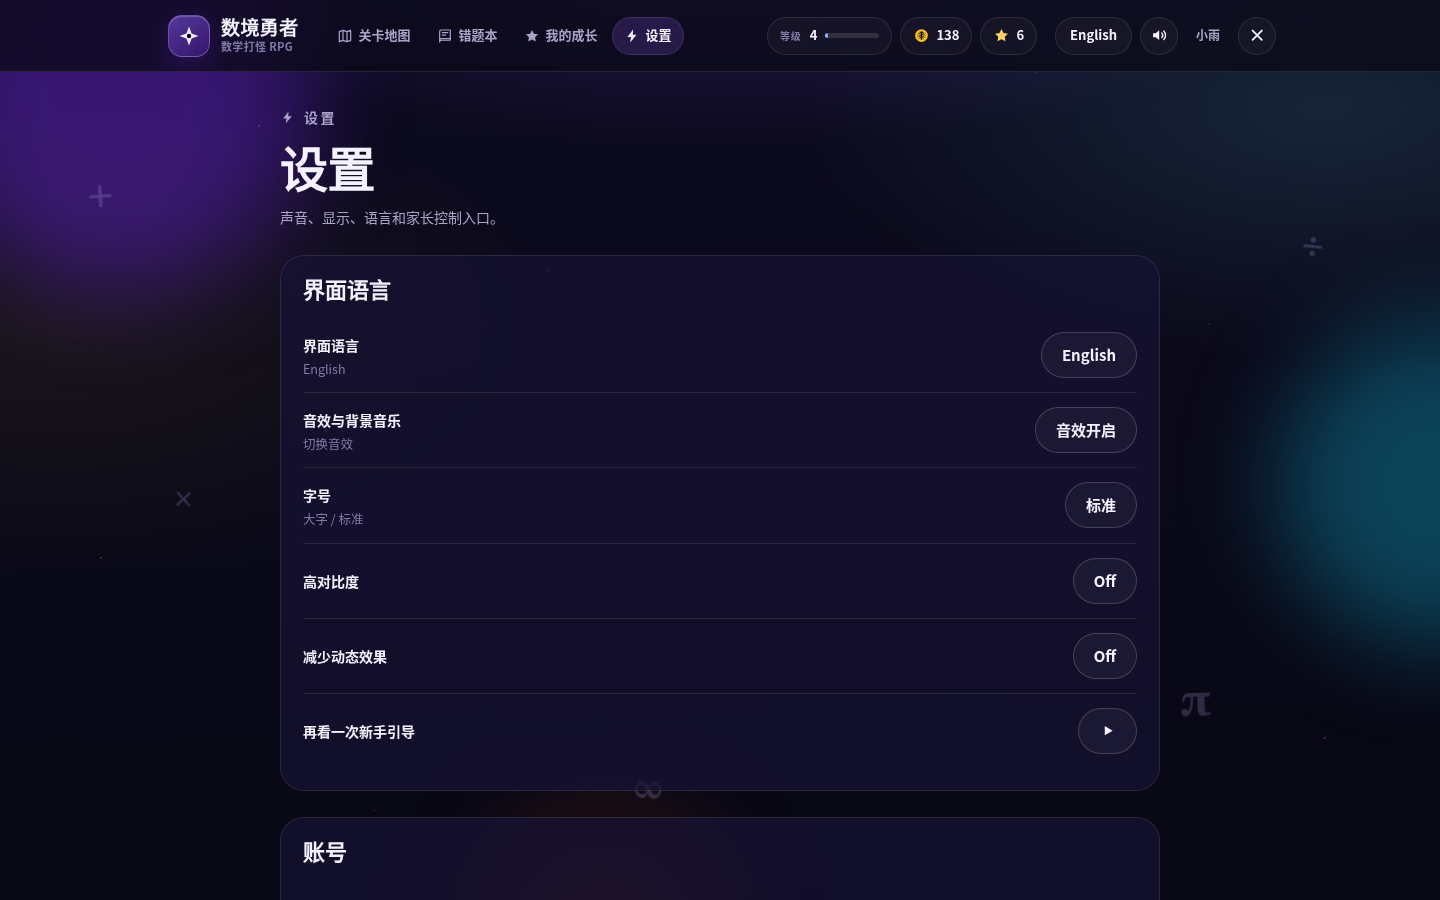 数境勇者
数学打怪 RPG
关卡地图
错题本
我的成长
设置
等级 4
138
6
English
小雨
设置
设置
声音、显示、语言和家长控制入口。
界面语言
界面语言
English
English
音效与背景音乐
切换音效
音效开启
字号
大字 / 标准
标准
高对比度
Off
减少动态效果
Off
再看一次新手引导
账号
+
÷
×
π
∞